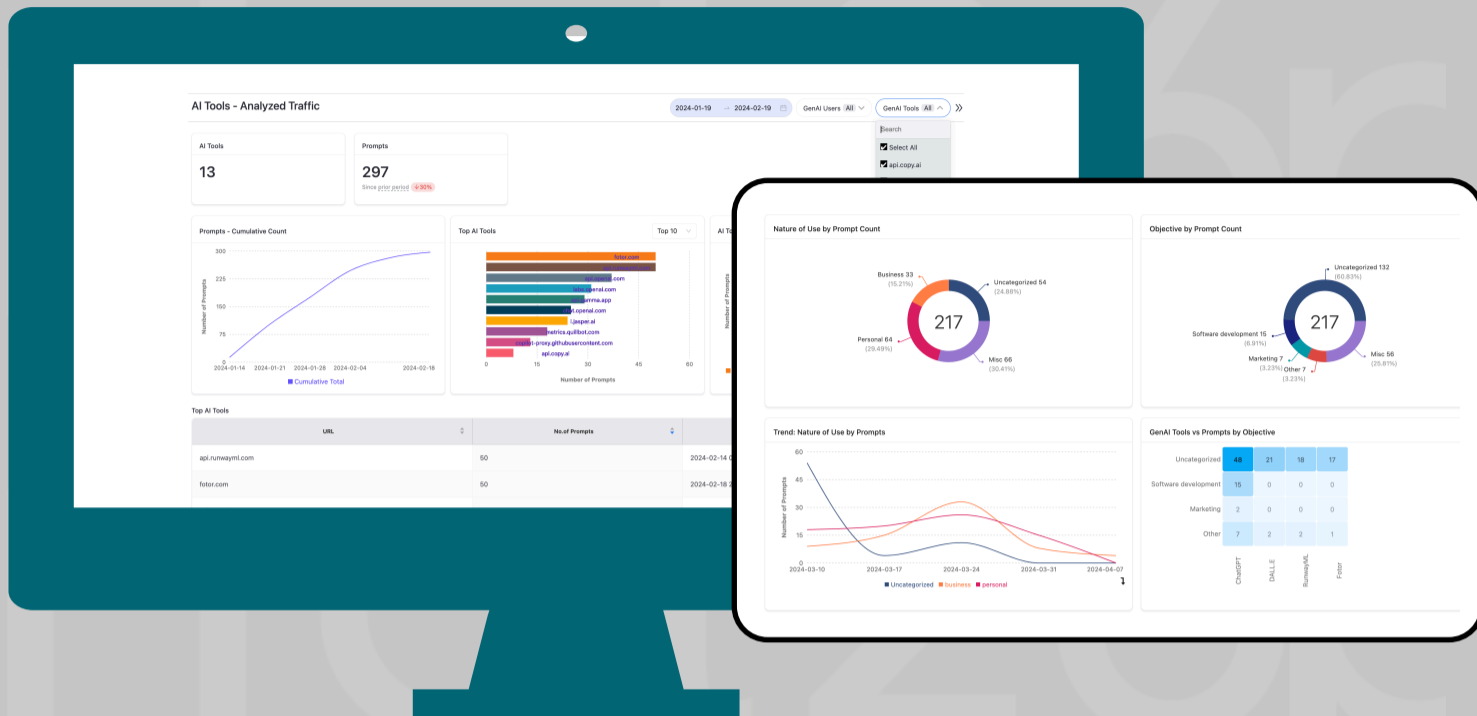 AI Tools - Analyzed Traffic
2024-01-19 → 2024-02-19
GenAI Users All
GenAI Tools All
Search
Select All
api.copy.ai
AI Tools
13
Prompts
297
Since prior period ↓30%
Prompts - Cumulative Count
300
225
150
75
0
Number of Prompts
2024-01-14 2024-01-21 2024-01-28 2024-02-04 2024-02-18
Cumulative Total
Top AI Tools
Top 10
fotor.com
labs.openai.com
i.jasper.ai
metrics.quillbot.com
api.copy.ai
0 15 30 45 60
Number of Prompts
Number of Prompts
Top AI Tools
URL No.of Prompts
api.runwayml.com 50 2024-02-14
fotor.com 50 2024-02-18
Nature of Use by Prompt Count
Business 33
(15.21%)
Uncategorized 54
(24.88%)
217
Personal 64
(29.49%)
Misc 66
(30.41%)
Objective by Prompt Count
Uncategorized 132
(60.83%)
217
Software development 15
(6.91%)
Marketing 7
(3.23%)
Other 7
(3.23%)
Misc 56
(25.81%)
Trend: Nature of Use by Prompts
60
45
30
15
0
Number of Prompts
2024-03-10 2024-03-17 2024-03-24 2024-03-31 2024-04-07
Uncategorized business personal
GenAI Tools vs Prompts by Objective
Uncategorized 48 21 18 17
Software development 15 0 0 0
Marketing 2 0 0 0
Other 7 2 2 1
ChatGPT DALL.E RunwayML Fotor